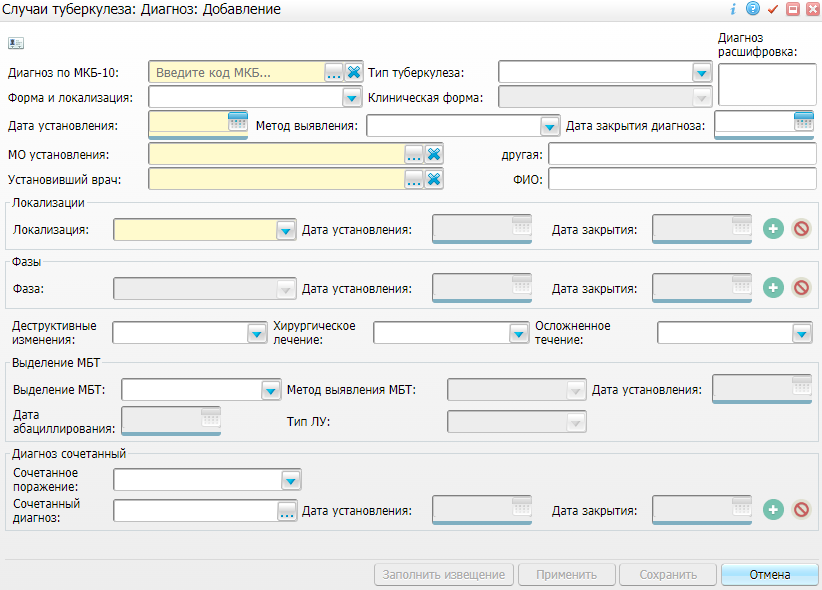 Случаи туберкулеза: Диагноз: Добавление
Диагноз по МКБ-10: Введите код МКБ... Тип туберкулеза: Диагноз расшифровка:
Форма и локализация: Клиническая форма:
Дата установления: Метод выявления: Дата закрытия диагноза:
МО установления: другая:
Установивший врач: ФИО:
Локализации
Локализация: Дата установления: Дата закрытия:
Фазы
Фаза: Дата установления: Дата закрытия:
Деструктивные изменения: Хирургическое лечение: Осложненное течение:
Выделение МБТ
Выделение МБТ: Метод выявления МБТ: Дата установления:
Дата абациллирования: Тип ЛУ:
Диагноз сочетанный
Сочетанное поражение:
Сочетанный диагноз: Дата установления: Дата закрытия:
Заполнить извещение Применить Сохранить Отмена